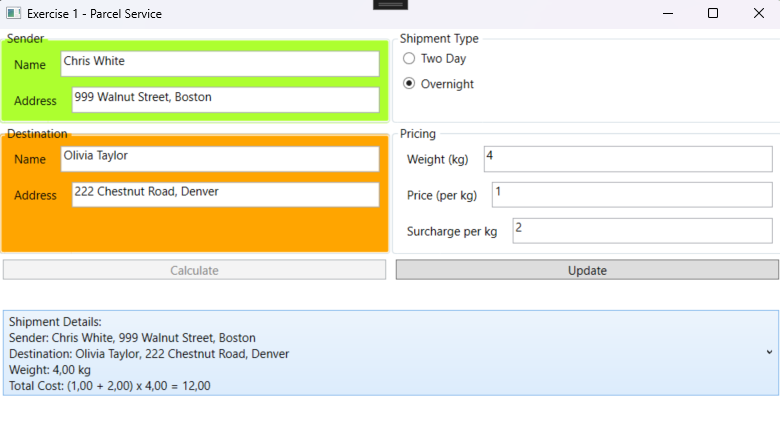 Exercise 1 - Parcel Service
Sender
Name Chris White
Address 999 Walnut Street, Boston
Shipment Type
Two Day
Overnight
Destination
Name Olivia Taylor
Address 222 Chestnut Road, Denver
Pricing
Weight (kg) 4
Price (per kg) 1
Surcharge per kg 2
Calculate
Update
Shipment Details:
Sender: Chris White, 999 Walnut Street, Boston
Destination: Olivia Taylor, 222 Chestnut Road, Denver
Weight: 4,00 kg
Total Cost: (1,00 + 2,00) x 4,00 = 12,00